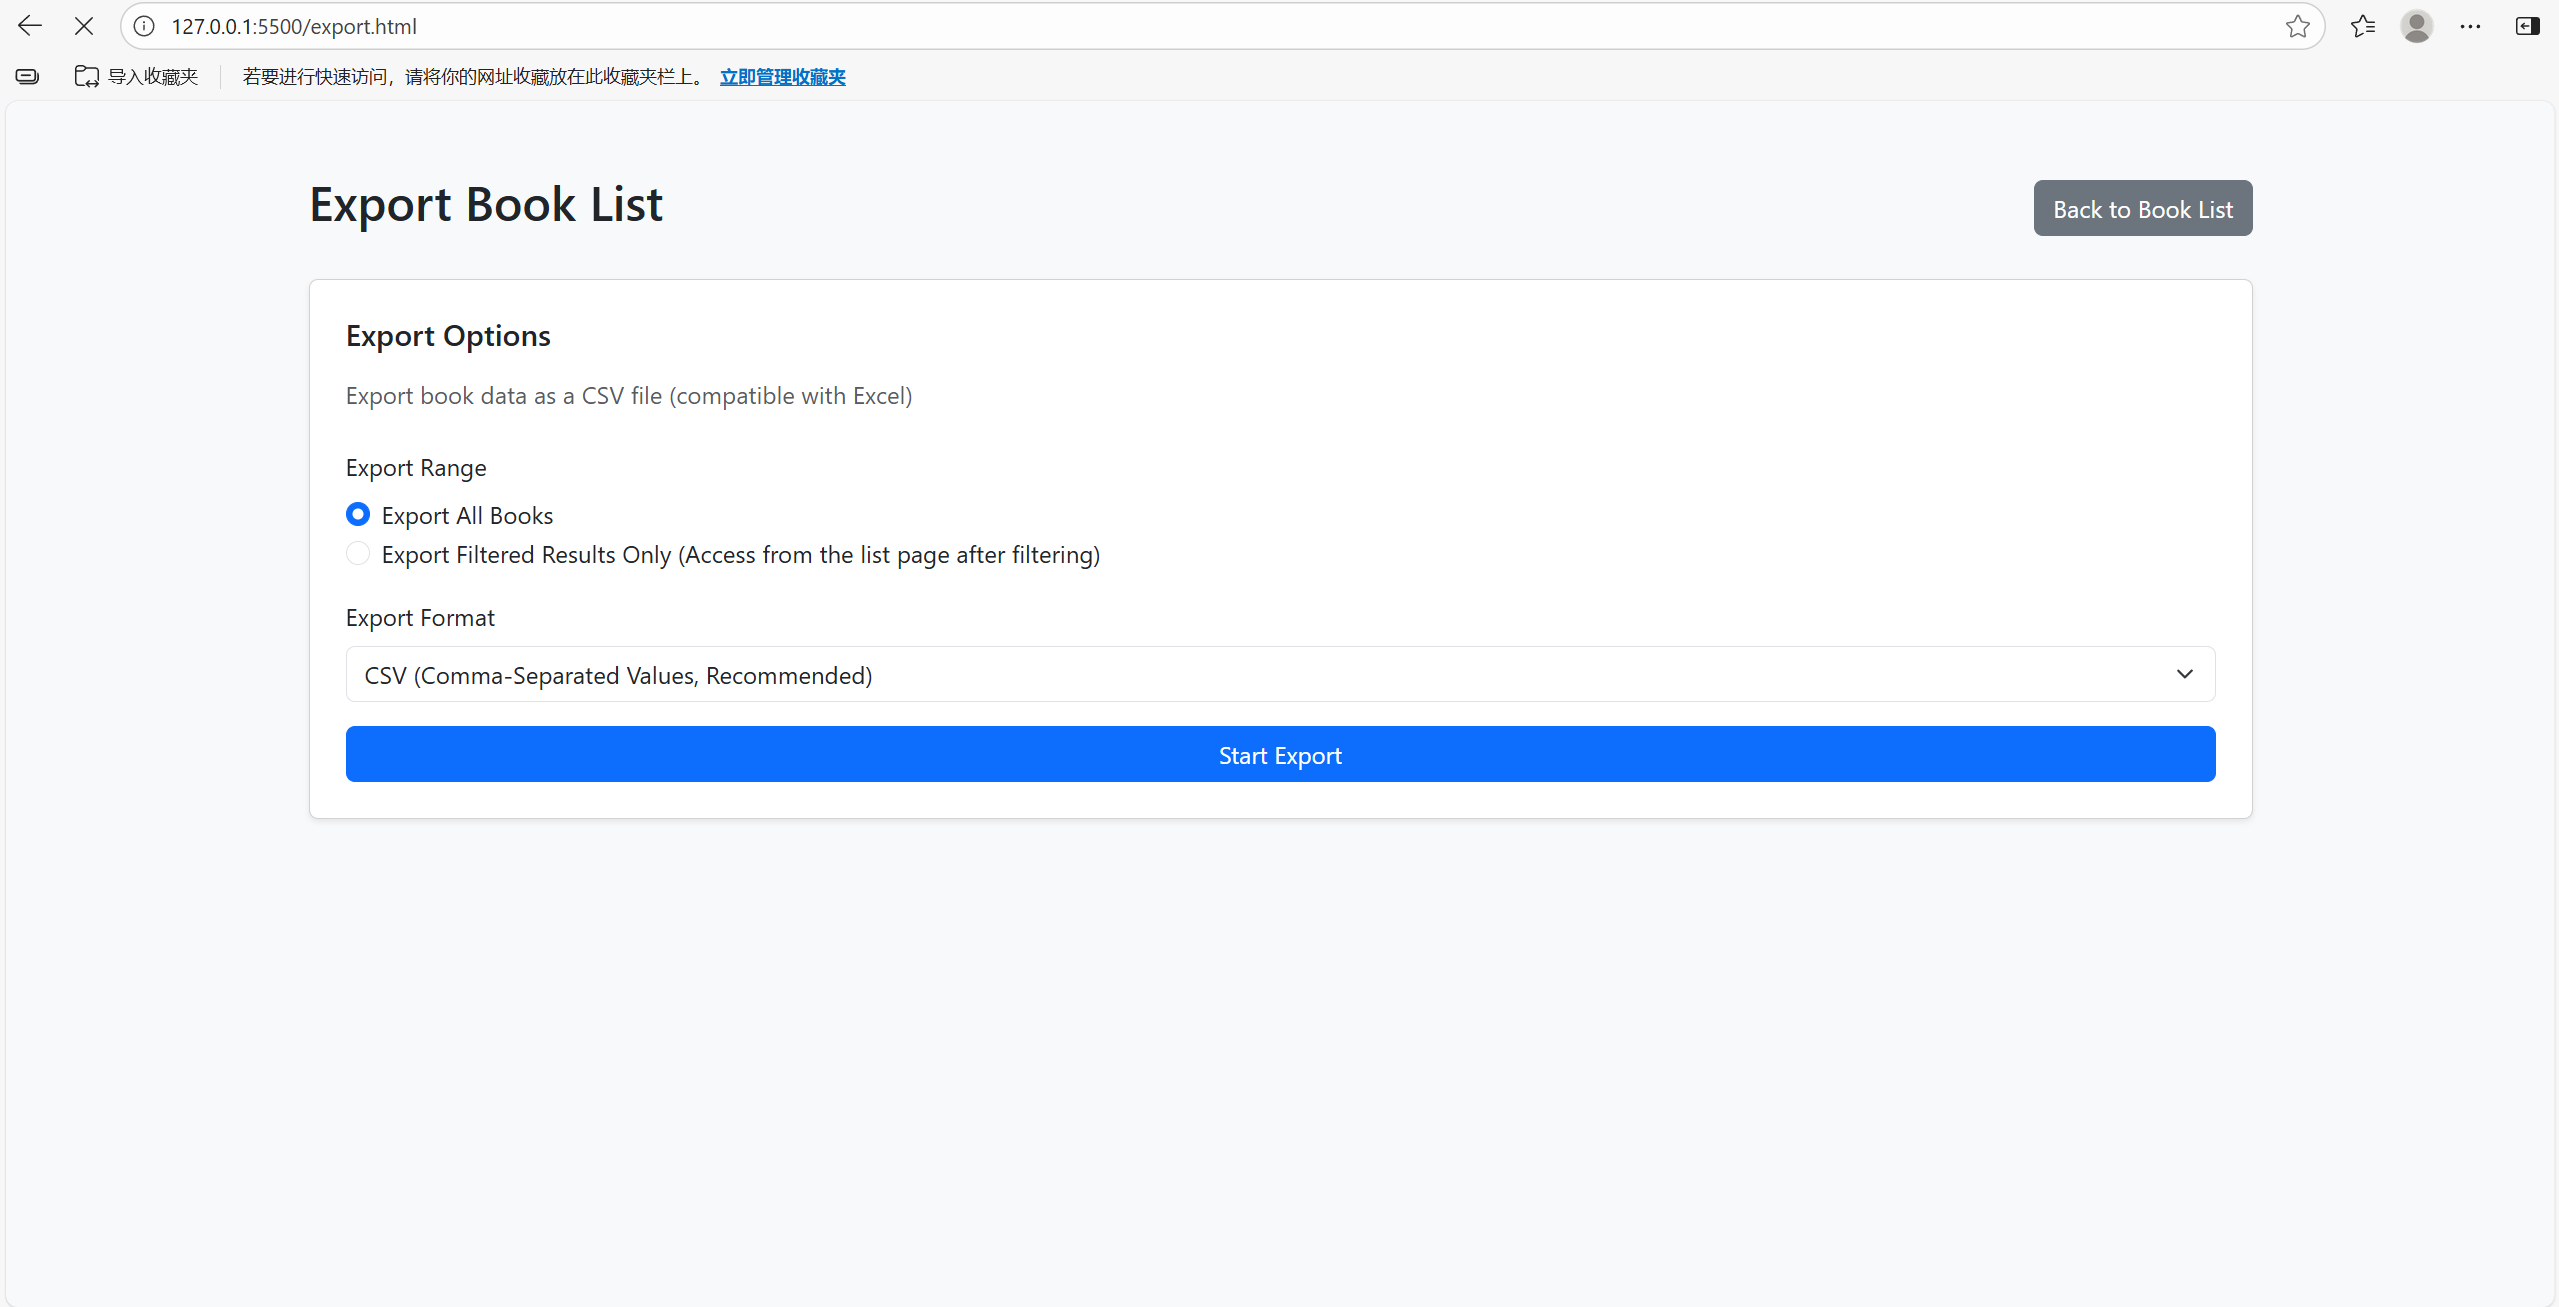 127.0.0.1:5500/export.html
导入收藏夹
若要进行快速访问，请将你的网址收藏放在此收藏夹栏上。 立即管理收藏夹
Export Book List
Back to Book List
Export Options
Export book data as a CSV file (compatible with Excel)
Export Range
Export All Books
Export Filtered Results Only (Access from the list page after filtering)
Export Format
CSV (Comma-Separated Values, Recommended)
Start Export